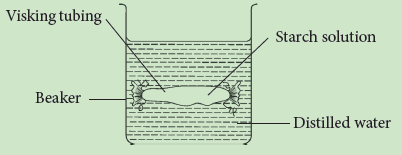 Visking tubing
Starch solution
Beaker
Distilled water